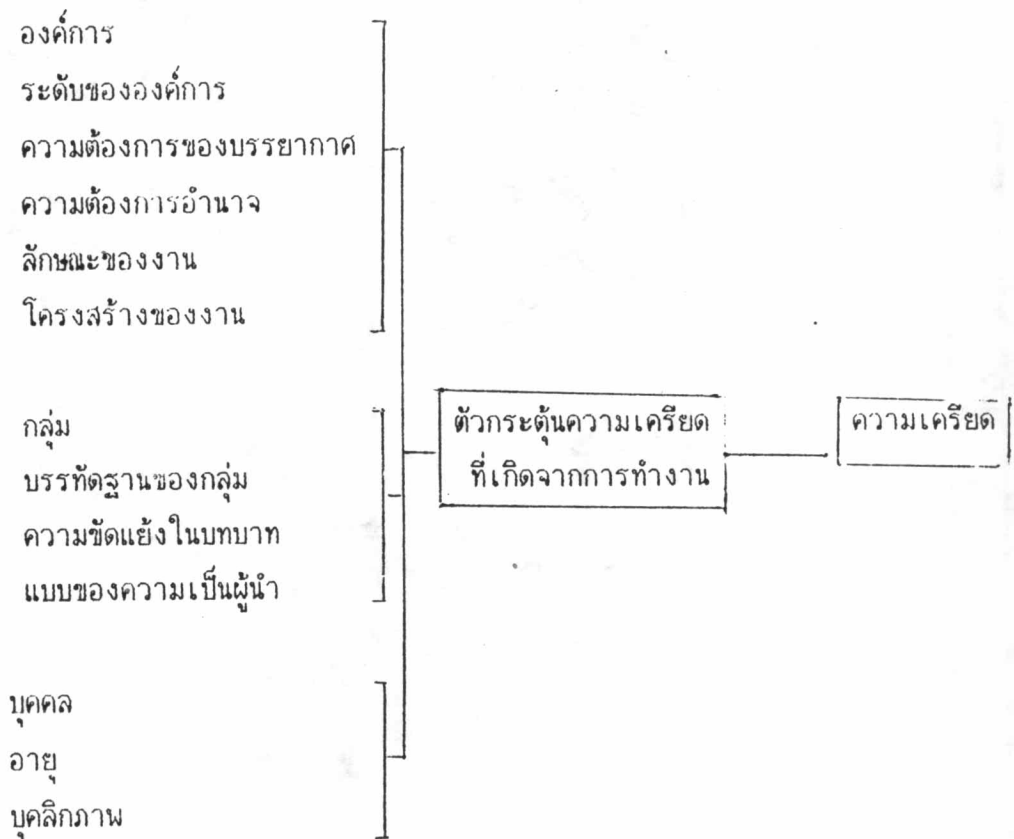 องค์การ
ระดับขององค์การ
ความต้องการของบรรยากาศ
ความต้องการอำนาจ
ลักษณะของงาน
โครงสร้างของงาน
กลุ่ม
บรรทัดฐานของกลุ่ม
ความขัดแย้งในบทบาท
แบบของความเป็นผู้นำ
บุคคล
อายุ
บุคลิกภาพ
ตัวกระตุ้นความเครียด
ที่เกิดจากการทำงาน
ความเครียด